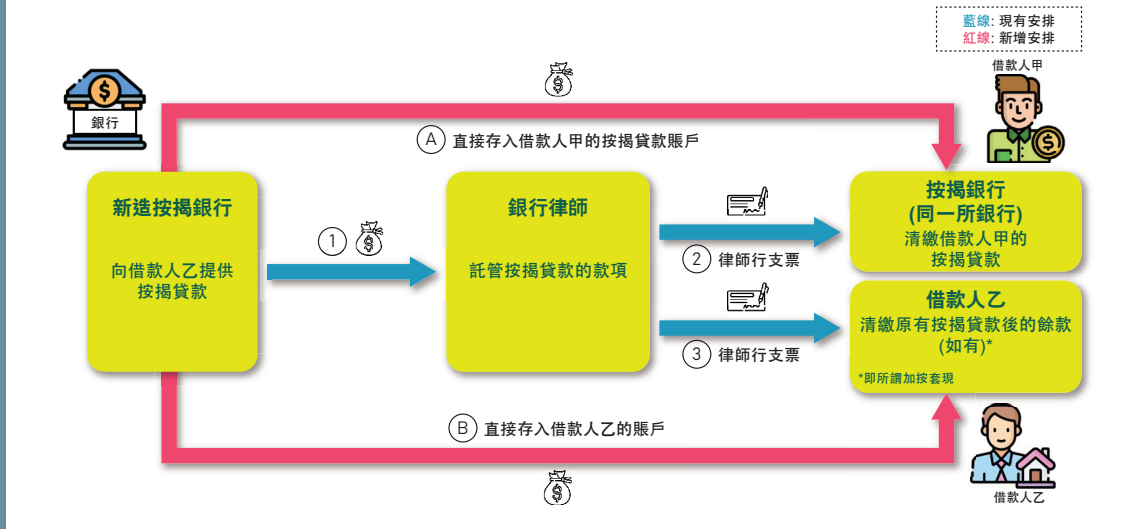 藍線: 現有安排
紅線: 新增安排
借款人甲
銀行
A 直接存入借款人甲的按揭貸款賬戶
新造按揭銀行
向借款人乙提供
按揭貸款
1
銀行律師
託管按揭貸款的款項
2 律師行支票
3 律師行支票
按揭銀行
(同一所銀行)
清繳借款人甲的
按揭貸款
借款人乙
清繳原有按揭貸款後的餘款
(如有)*
*即所謂加按套現
B 直接存入借款人乙的賬戶
借款人乙